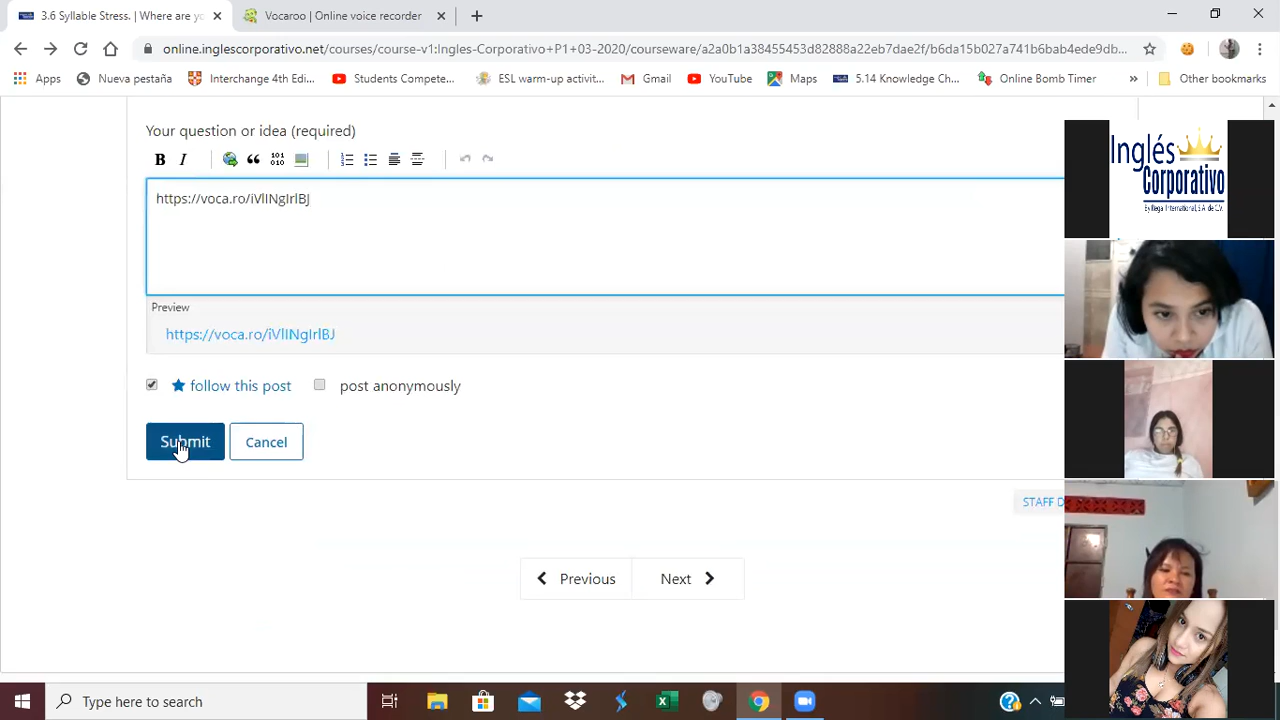 3.6 Syllable Stress. | Where are yo
Vocaroo | Online voice recorder
online.inglescorporativo.net/courses/course-v1:Ingles-Corporativo+P1+03-2020/courseware/a2a0b1a38455453d82888a22eb7dae2f/b6da15b027a741b6bab4ede9db...
Apps
Nueva pestaña
Interchange 4th Edi...
Students Compete...
ESL warm-up activit...
Gmail
YouTube
Maps
5.14 Knowledge Ch...
Online Bomb Timer
»
Other bookmarks
Your question or idea (required)
B I
https://voca.ro/iVlINgIrlBJ
Preview
https://voca.ro/iVlINgIrlBJ
follow this post
post anonymously
Submit
Cancel
STAFF D
Previous
Next
Inglés
Corporativo
By Rega International, S.A. de C.V.
Type here to search